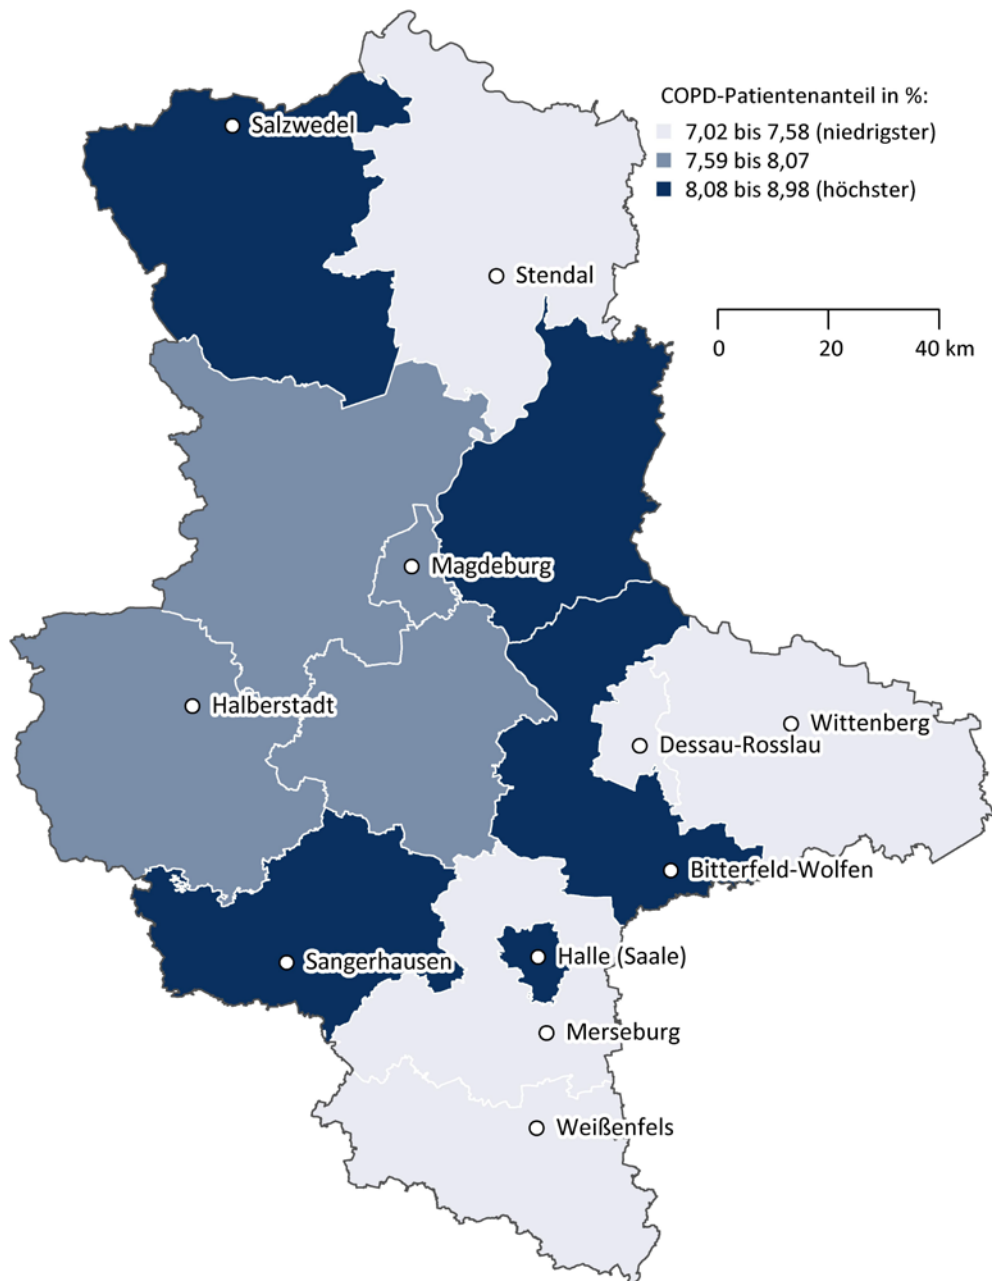 COPD-Patientenanteil in %:
7,02 bis 7,58 (niedrigster)
7,59 bis 8,07
8,08 bis 8,98 (höchster)
Salzwedel
Stendal
0 20 40 km
Magdeburg
Halberstadt
Wittenberg
Dessau-Rosslau
Bitterfeld-Wolfen
Halle (Saale)
Sangerhausen
Merseburg
Weißenfels